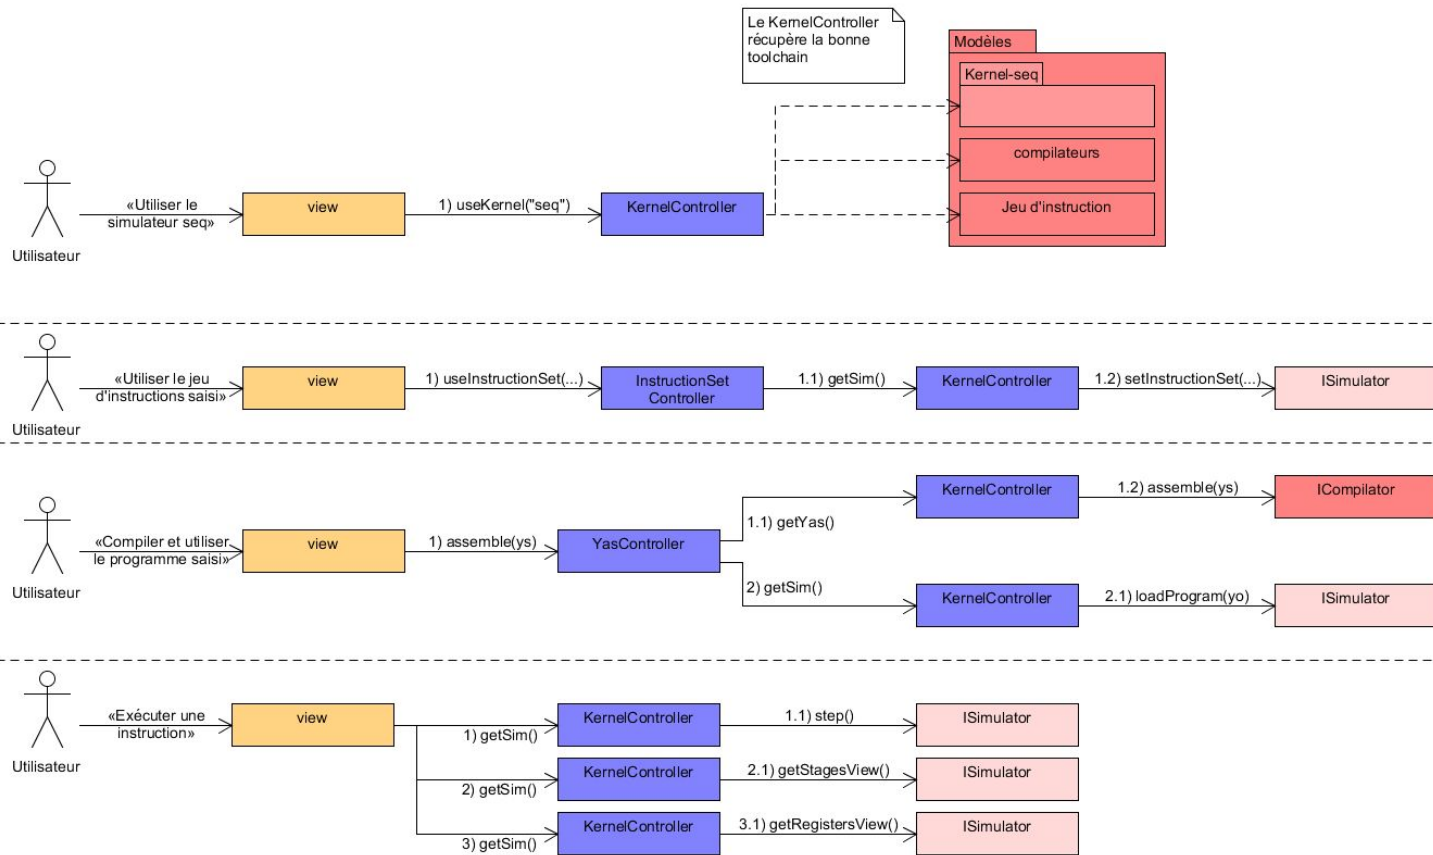 Le KernelController
récupère la bonne
toolchain
Modèles
Kernel-seq
compilateurs
Jeu d'instruction
«Utiliser le
simulateur seq»
view
1) useKernel("seq")
KernelController
Utilisateur
«Utiliser le jeu
d'instructions saisi»
view
1) useInstructionSet(...)
InstructionSet
Controller
1.1) getSim()
KernelController
1.2) setInstructionSet(...)
ISimulator
Utilisateur
KernelController
1.2) assemble(ys)
ICompilator
1.1) getYas()
«Compiler et utiliser
le programme saisi»
view
1) assemble(ys)
YasController
2) getSim()
KernelController
2.1) loadProgram(yo)
ISimulator
Utilisateur
«Exécuter une
instruction»
view
1) getSim()
KernelController
1.1) step()
ISimulator
Utilisateur
2) getSim()
KernelController
2.1) getStagesView()
ISimulator
3) getSim()
KernelController
3.1) getRegistersView()
ISimulator